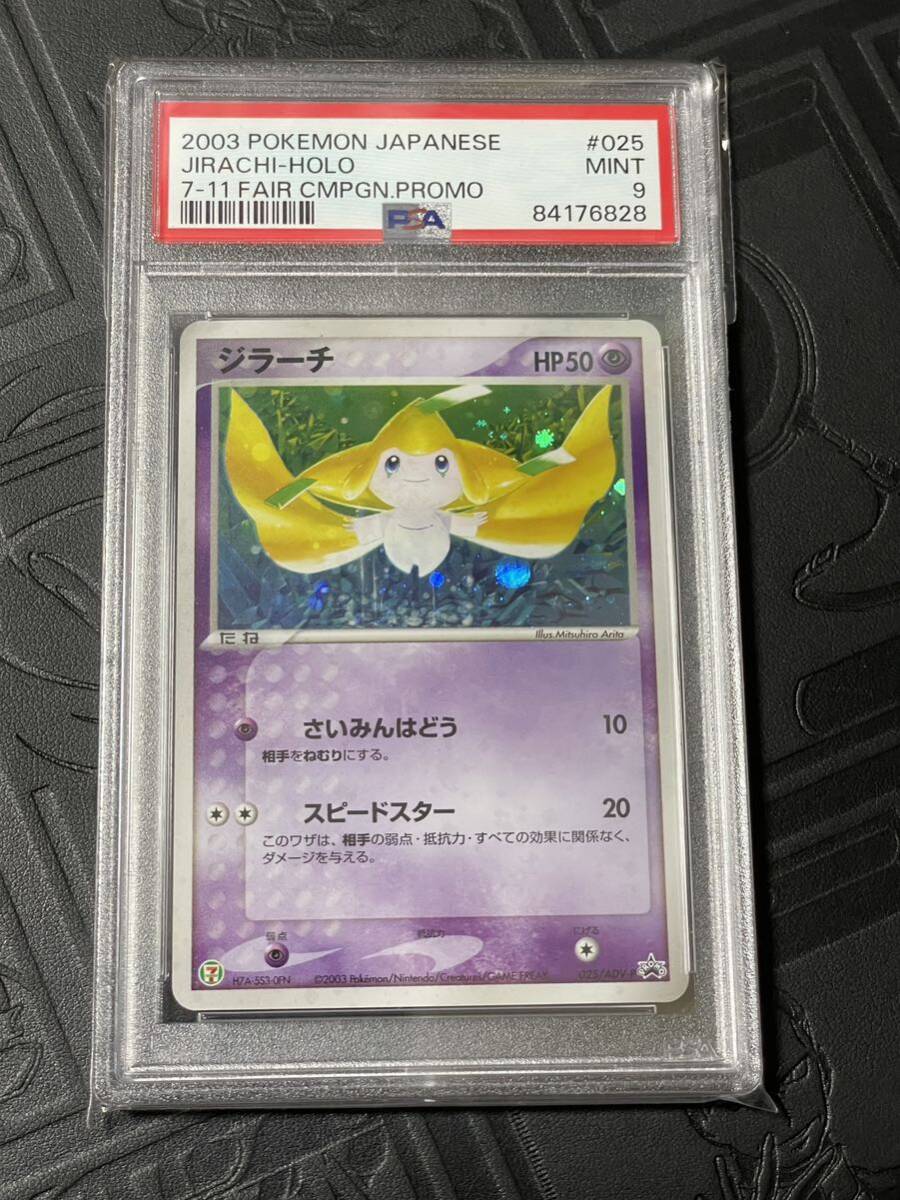 2003 POKEMON JAPANESE #025
JIRACHI-HOLO MINT
7-11 FAIR CMPGN.PROMO 9
PSA 84176828
ジラーチ HP50
たね Illus.Mitsuhiro Arita
さいみんはどう 10
相手をねむりにする。
スピードスター 20
このワザは、相手の弱点・抵抗力・すべての効果に関係なく、
ダメージを与える。
弱点 抵抗力 にげる
H7A-553-0FN ©2003 Pokémon/Nintendo/Creatures/GAME FREAK 025/ADV-P